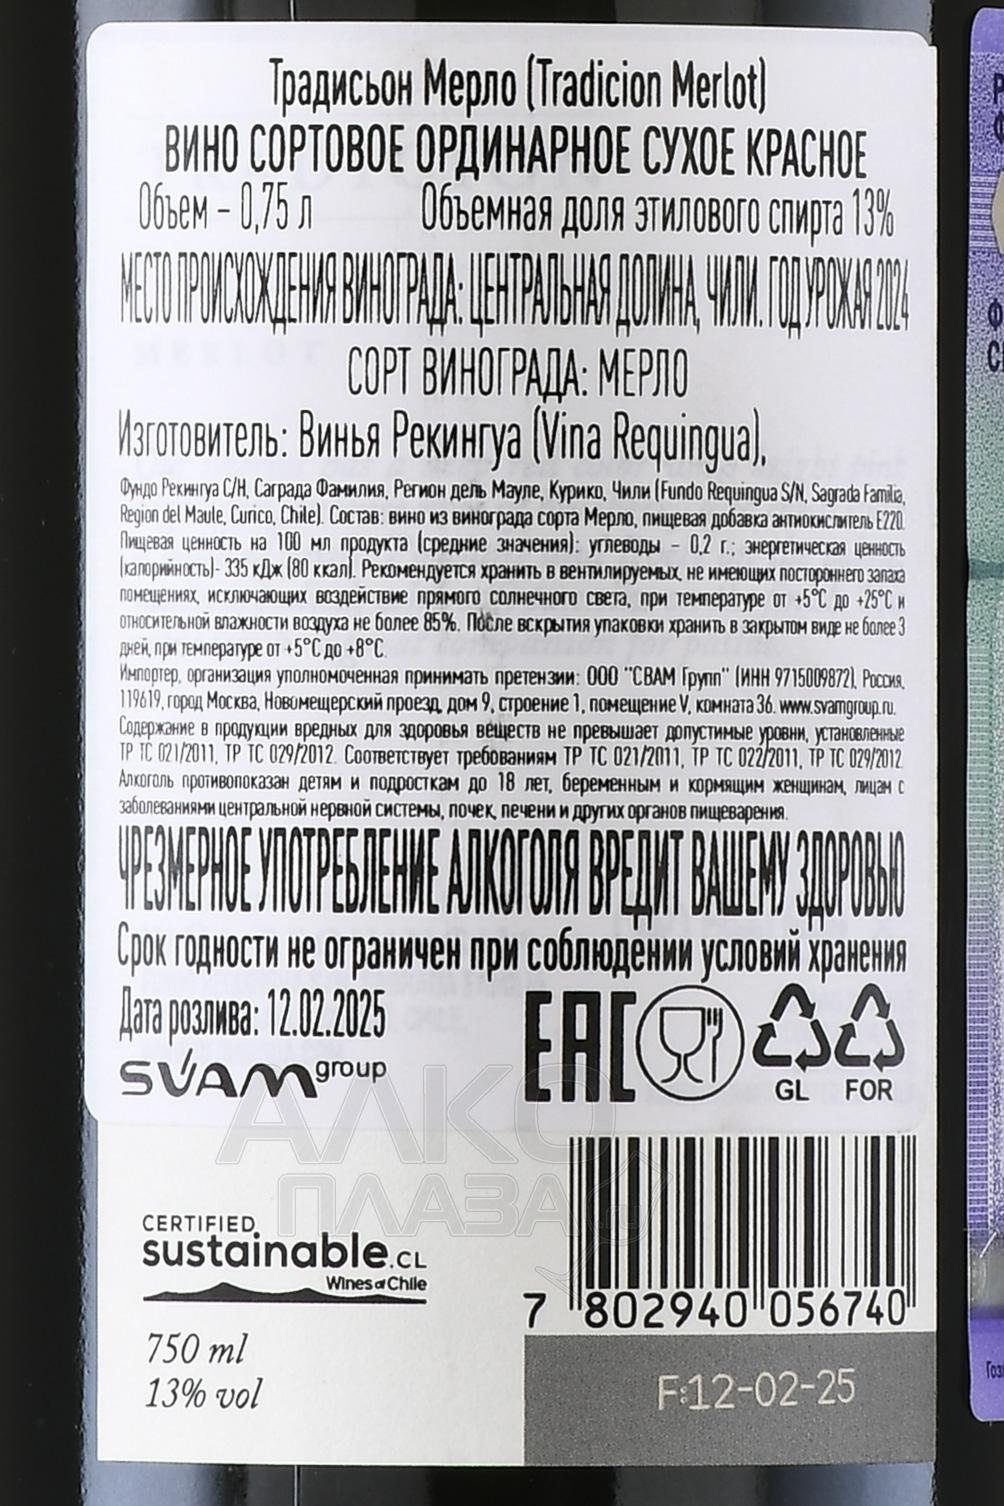 Традисьон Мерло (Tradicion Merlot)
ВИНО СОРТОВОЕ ОРДИНАРНОЕ СУХОЕ КРАСНОЕ
Объем – 0,75 л Объемная доля этилового спирта 13%
МЕСТО ПРОИСХОЖДЕНИЯ ВИНОГРАДА: ЦЕНТРАЛЬНАЯ ДОЛИНА, ЧИЛИ. ГОД УРОЖАЯ 2024
СОРТ ВИНОГРАДА: МЕРЛО
Изготовитель: Винья Рекингуа (Vina Requingua),
Фундо Рекингуа С/Н, Саграда Фамилия, Регион дель Мауле, Курико, Чили (Fundo Requingua S/N, Sagrada Familia,
Region del Maule, Curico, Chile). Состав: вино из винограда сорта Мерло, пищевая добавка антиокислитель Е220.
Пищевая ценность на 100 мл продукта (средние значения): углеводы – 0,2 г.; энергетическая ценность
(калорийность)- 335 кДж (80 ккал). Рекомендуется хранить в вентилируемых, не имеющих постороннего запаха
помещениях, исключающих воздействие прямого солнечного света, при температуре от +5°С до +25°С и
относительной влажности воздуха не более 85%. После вскрытия упаковки хранить в закрытом виде не более 3
дней, при температуре от +5°С до +8°С.
Импортер, организация уполномоченная принимать претензии: ООО "СВАМ Групп" (ИНН 9715009872), Россия,
119619, город Москва, Новомещерский проезд, дом 9, строение 1, помещение V, комната 36. www.svamgroup.ru.
Содержание в продукции вредных для здоровья веществ не превышает допустимые уровни, установленные
ТР ТС 021/2011, ТР ТС 029/2012. Соответствует требованиям ТР ТС 021/2011, ТР ТС 022/2011, ТР ТС 029/2012.
Алкоголь противопоказан детям и подросткам до 18 лет, беременным и кормящим женщинам, лицам с
заболеваниями центральной нервной системы, почек, печени и других органов пищеварения.
ЧРЕЗМЕРНОЕ УПОТРЕБЛЕНИЕ АЛКОГОЛЯ ВРЕДИТ ВАШЕМУ ЗДОРОВЬЮ
Срок годности не ограничен при соблюдении условий хранения
Дата розлива: 12.02.2025
SVAM group
EAC
GL FOR
АЛКО
ПЛАЗА.ru
CERTIFIED
sustainable.CL
Wines of Chile
750 ml
13% vol
7 802940 056740
F:12-02-25